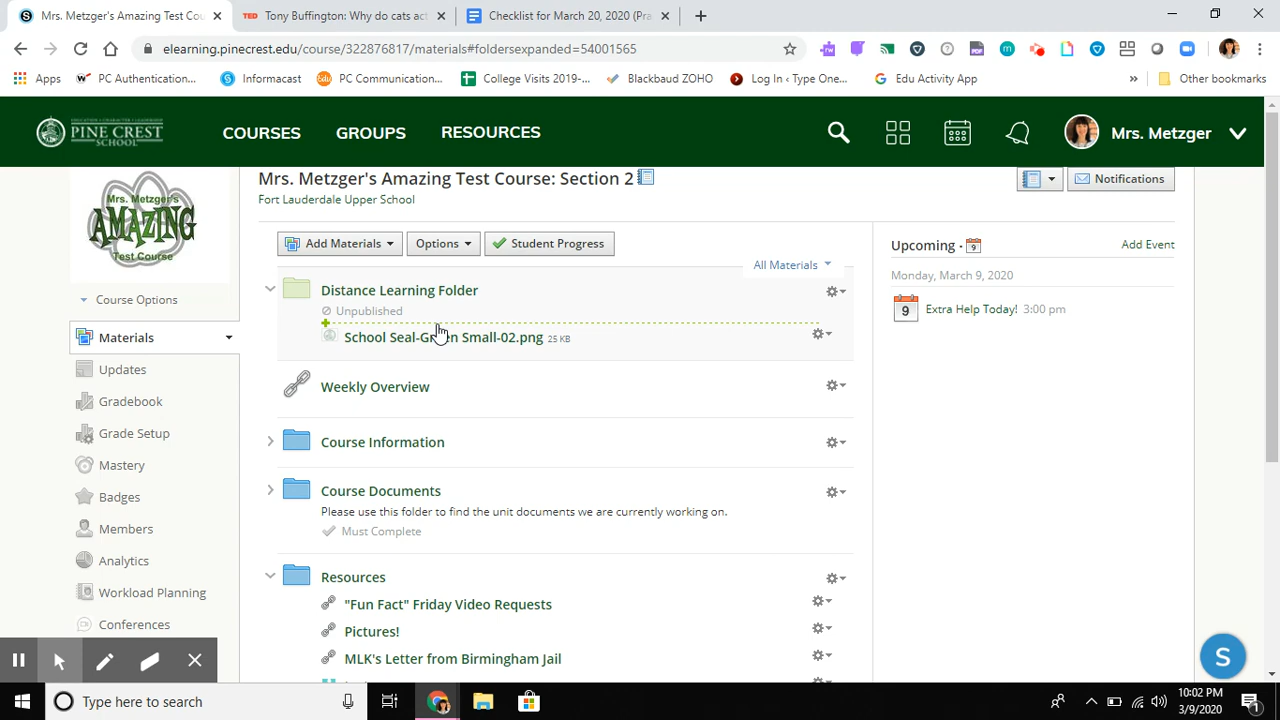 Mrs. Metzger's Amazing Test Cou
TED Tony Buffington: Why do cats act
Checklist for March 20, 2020 (Pra
elearning.pinecrest.edu/course/322876817/materials#foldersexpanded=54001565
Apps PC Authentication... Infomacast PC Communication... College Visits 2019-... Blackbaud ZOHO Log In ‹ Type One... Edu Activity App » Other bookmarks
PINE CREST SCHOOL COURSES GROUPS RESOURCES Mrs. Metzger
Mrs. Metzger's AMAZING Test Course
Mrs. Metzger's Amazing Test Course: Section 2
Fort Lauderdale Upper School
Notifications
Add Materials Options Student Progress
All Materials
Upcoming · 9 Add Event
Monday, March 9, 2020
9 Extra Help Today! 3:00 pm
Course Options
Materials
Updates
Gradebook
Grade Setup
Mastery
Badges
Members
Analytics
Workload Planning
Conferences
Distance Learning Folder
Unpublished
School Seal-Green Small-02.png 25 KB
Weekly Overview
Course Information
Course Documents
Please use this folder to find the unit documents we are currently working on.
Must Complete
Resources
"Fun Fact" Friday Video Requests
Pictures!
MLK's Letter from Birmingham Jail
S
Type here to search
10:02 PM
3/9/2020
1